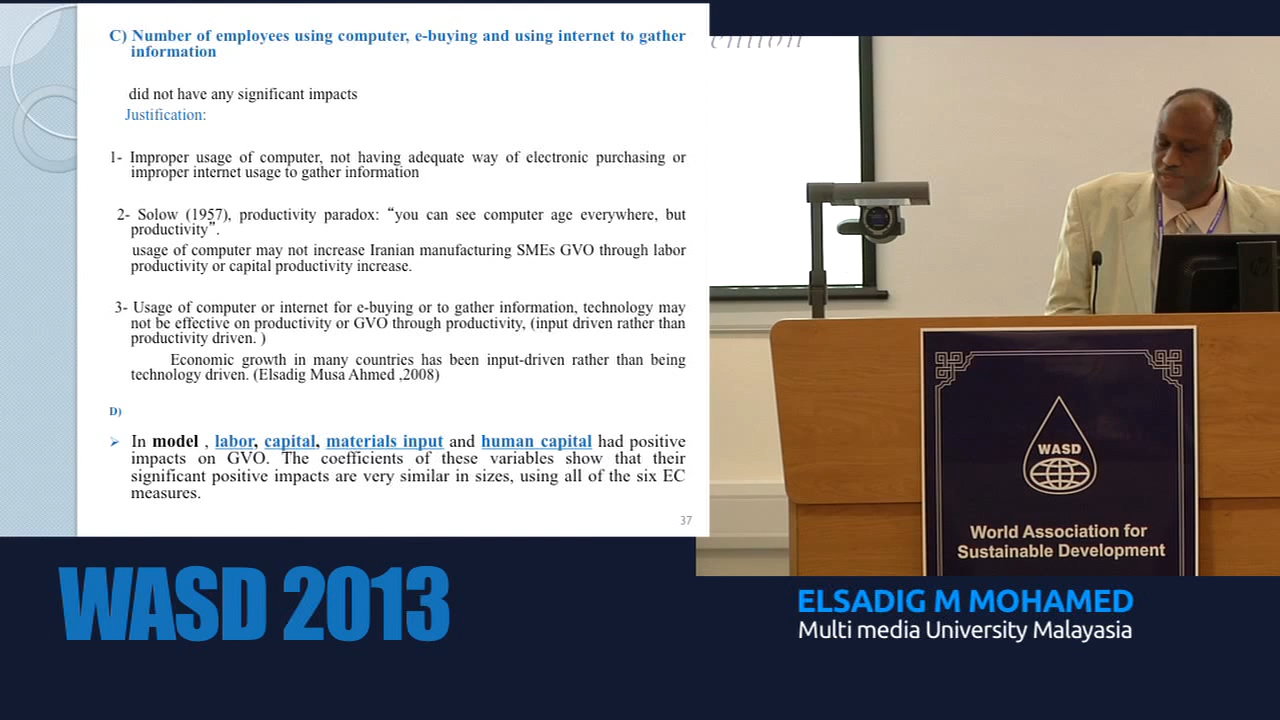 C) Number of employees using computer, e-buying and using internet to gather
information
did not have any significant impacts
Justification:
1- Improper usage of computer, not having adequate way of electronic purchasing or
improper internet usage to gather information
2- Solow (1957), productivity paradox: “you can see computer age everywhere, but
productivity”.
usage of computer may not increase Iranian manufacturing SMEs GVO through labor
productivity or capital productivity increase.
3- Usage of computer or internet for e-buying or to gather information, technology may
not be effective on productivity or GVO through productivity, (input driven rather than
productivity driven. )
Economic growth in many countries has been input-driven rather than being
technology driven. (Elsadig Musa Ahmed ,2008)
D)
➢ In model , labor, capital, materials input and human capital had positive
impacts on GVO. The coefficients of these variables show that their
significant positive impacts are very similar in sizes, using all of the six EC
measures.
37
WASD
World Association for
Sustainable Development
WASD 2013
ELSADIG M MOHAMED
Multi media University Malayasia